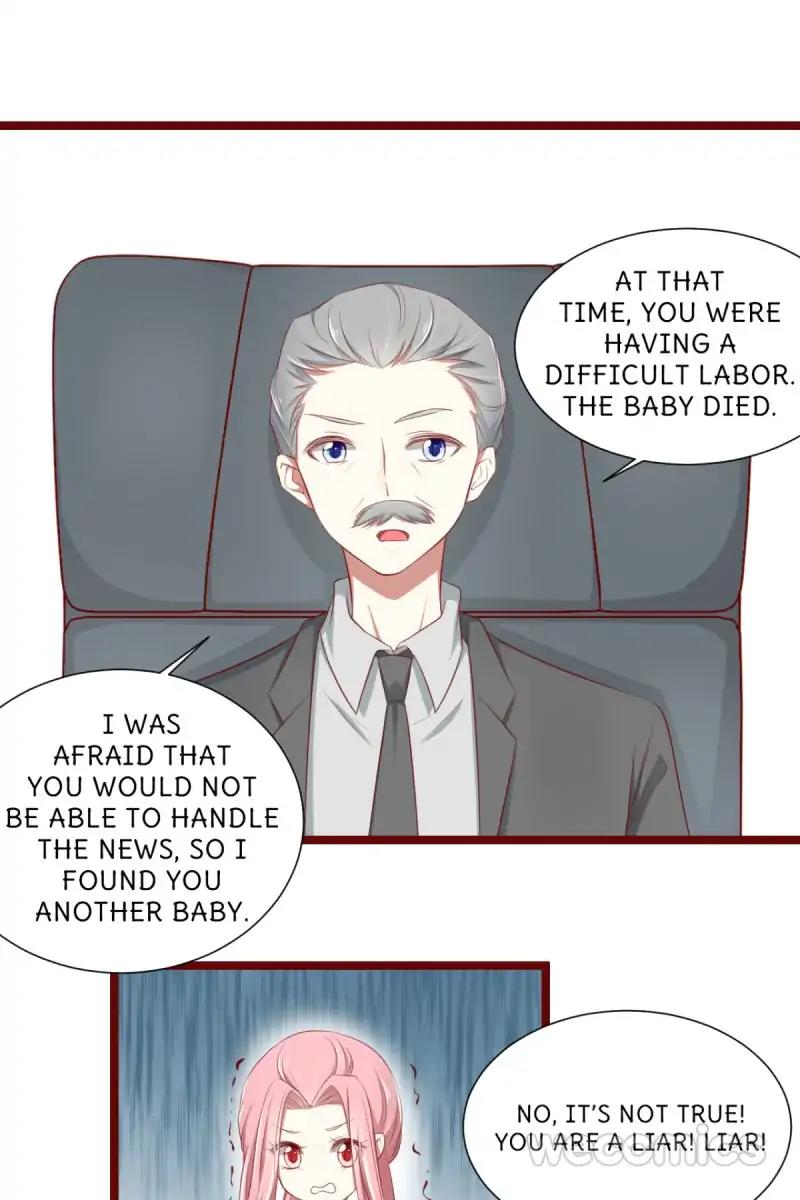 AT THAT
TIME, YOU WERE
HAVING A
DIFFICULT LABOR.
THE BABY DIED.
I WAS
AFRAID THAT
YOU WOULD NOT
BE ABLE TO HANDLE
THE NEWS, SO I
FOUND YOU
ANOTHER BABY.
NO, IT'S NOT TRUE!
YOU ARE A LIAR! LIAR!
wecomics